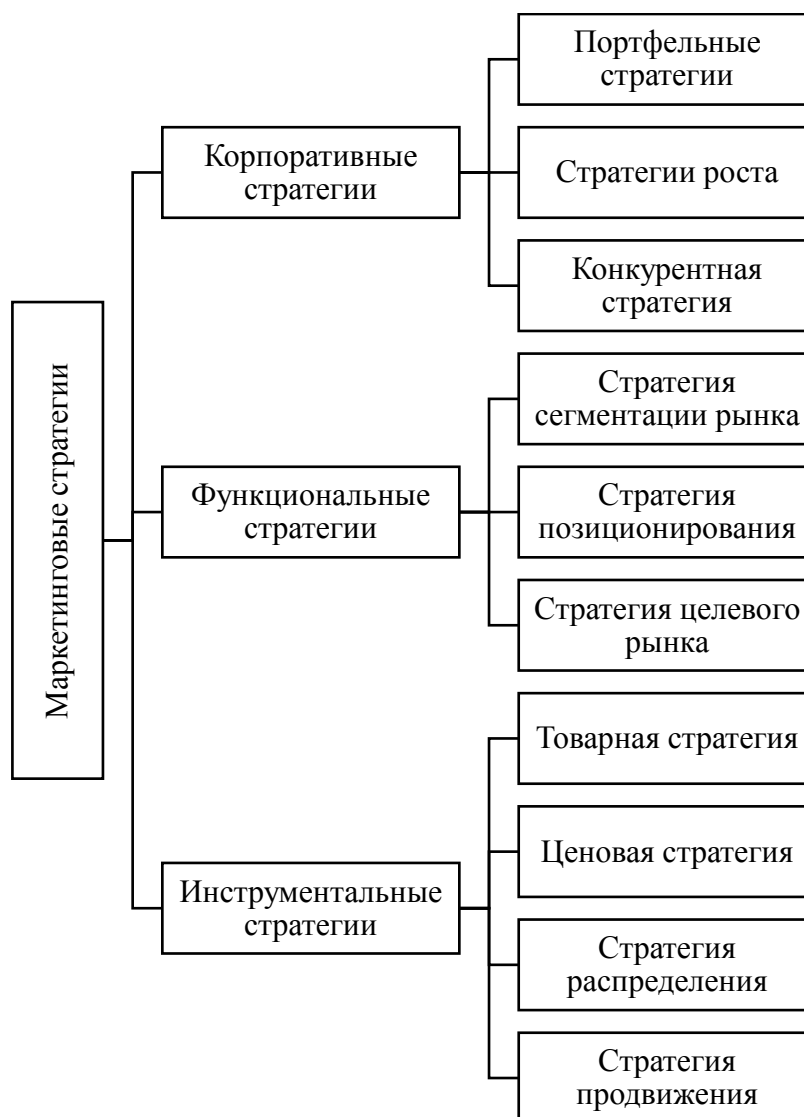 Маркетинговые стратегии
Корпоративные
стратегии
Портфельные
стратегии
Стратегии роста
Конкурентная
стратегия
Функциональные
стратегии
Стратегия
сегментации рынка
Стратегия
позиционирования
Стратегия целевого
рынка
Инструментальные
стратегии
Товарная стратегия
Ценовая стратегия
Стратегия
распределения
Стратегия
продвижения